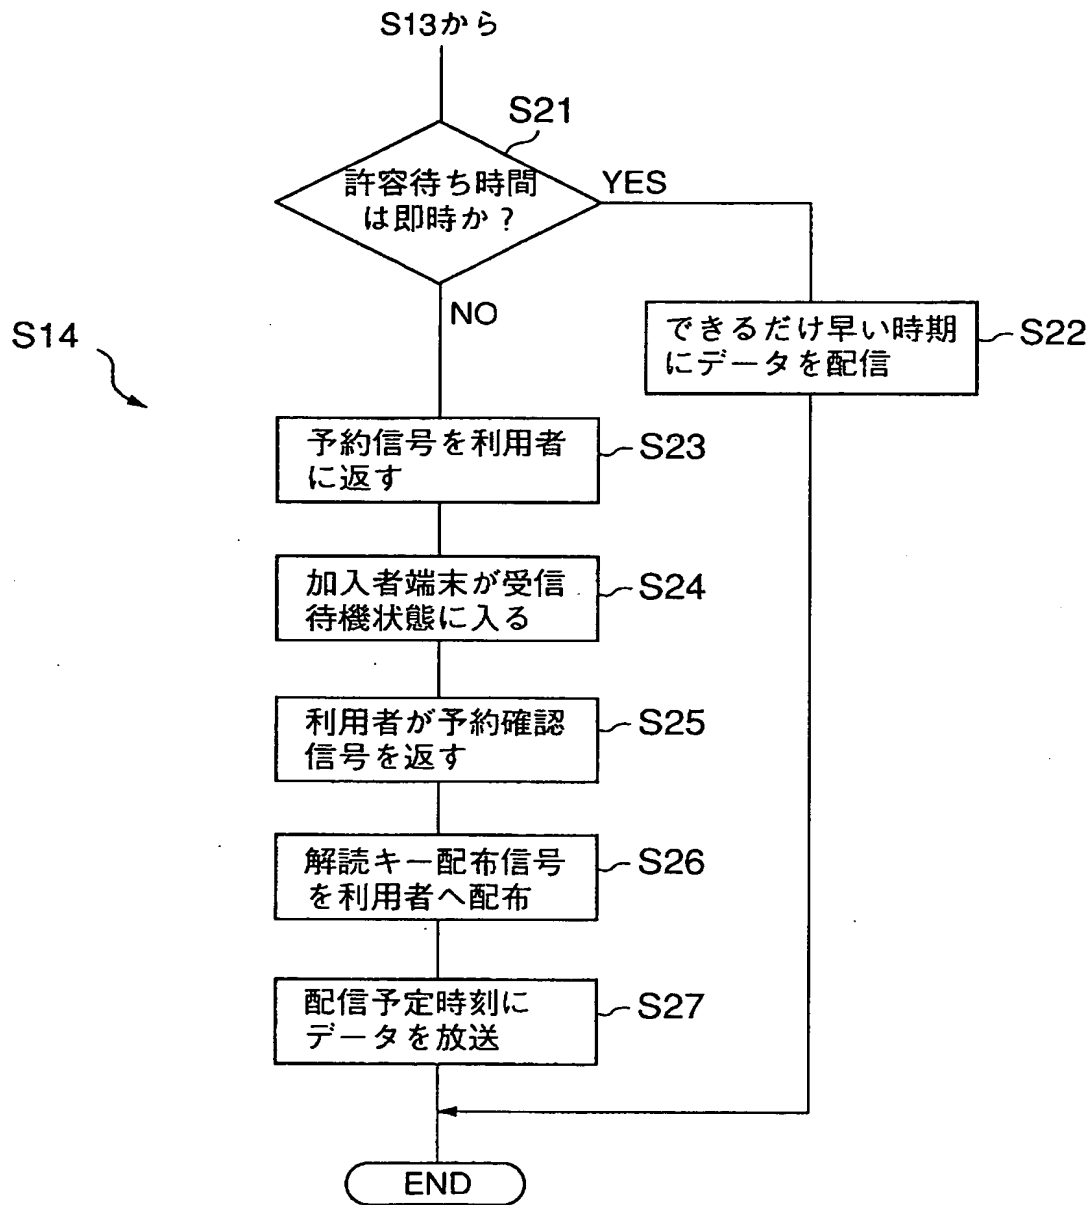 S13から
S21
許容待ち時間
は即時か?
YES
NO
S14
できるだけ早い時期
にデータを配信
S22
予約信号を利用者
に返す
S23
加入者端末が受信
待機状態に入る
S24
利用者が予約確認
信号を返す
S25
解読キー配布信号
を利用者へ配布
S26
配信予定時刻に
データを放送
S27
END